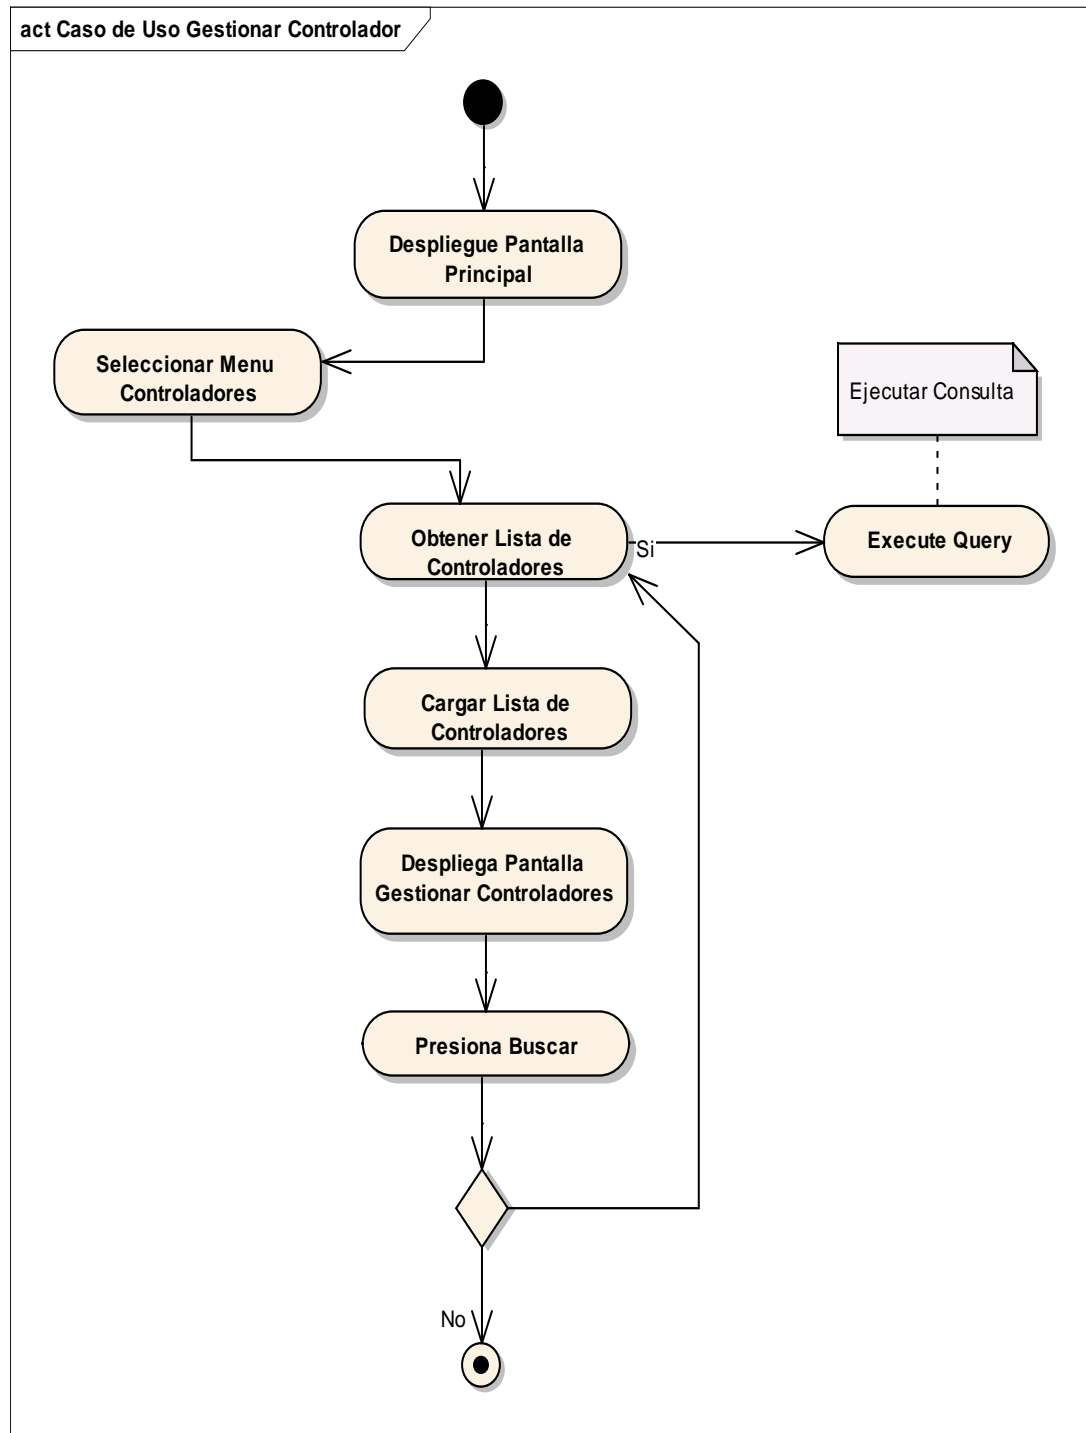 act Caso de Uso Gestionar Controlador
Despliegue Pantalla
Principal
Seleccionar Menu
Controladores
Ejecutar Consulta
Obtener Lista de
Controladores
Si
Execute Query
Cargar Lista de
Controladores
Despliega Pantalla
Gestionar Controladores
Presiona Buscar
No